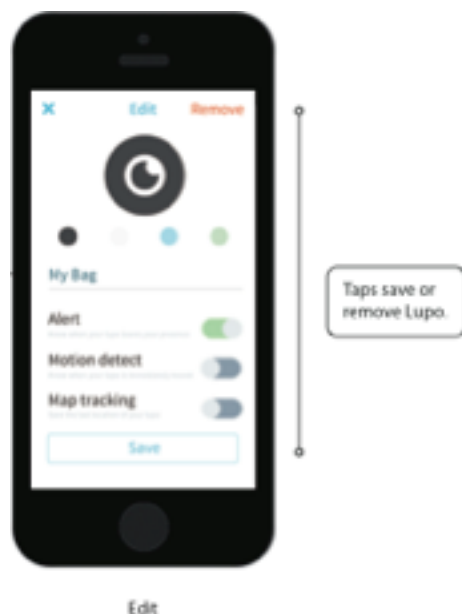 Edit
Remove
My Bag
Alert
Motion detect
Map tracking
Save
Taps save or
remove Lupo.
Edit